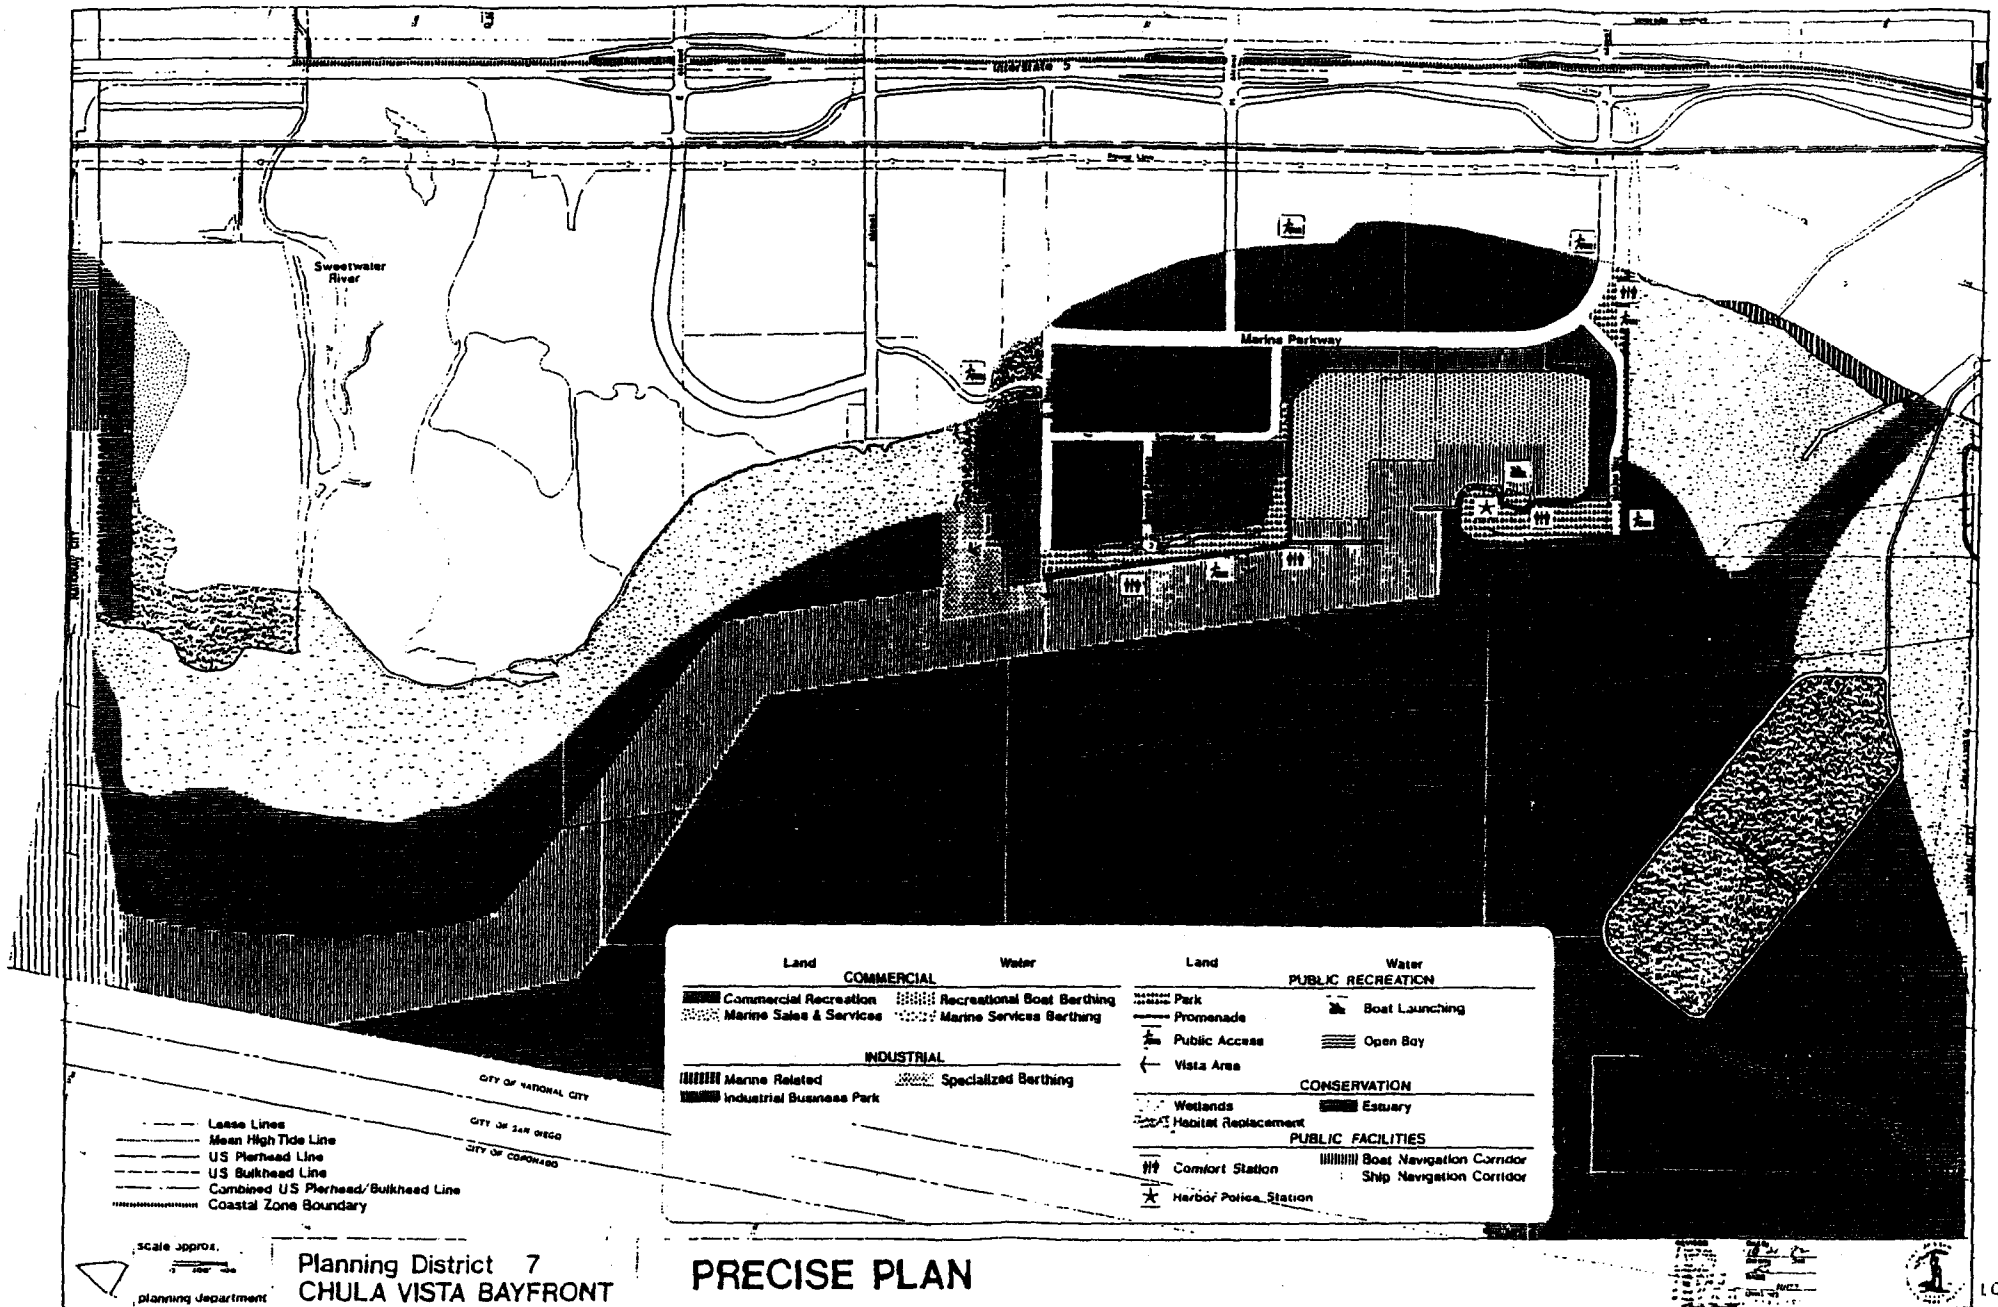 Interstate 5
Power Line
Sweetwater
River
Marina Parkway
Land
Water
Land
Water
COMMERCIAL
PUBLIC RECREATION
Commercial Recreation
Recreational Boat Berthing
Park
Boat Launching
Marine Sales & Services
Marine Services Berthing
Promenade
Public Access
Open Bay
INDUSTRIAL
Vista Area
Marine Related
Specialized Berthing
CONSERVATION
Industrial Business Park
Wetlands
Estuary
Habitat Replacement
PUBLIC FACILITIES
Comfort Station
Boat Navigation Corridor
Ship Navigation Corridor
Harbor Police Station
CITY OF NATIONAL CITY
CITY OF SAN DIEGO
CITY OF CORONADO
Lease Lines
Mean High Tide Line
US Pierhead Line
US Bulkhead Line
Combined US Pierhead/Bulkhead Line
Coastal Zone Boundary
scale approx.
planning department
Planning District 7
CHULA VISTA BAYFRONT
PRECISE PLAN